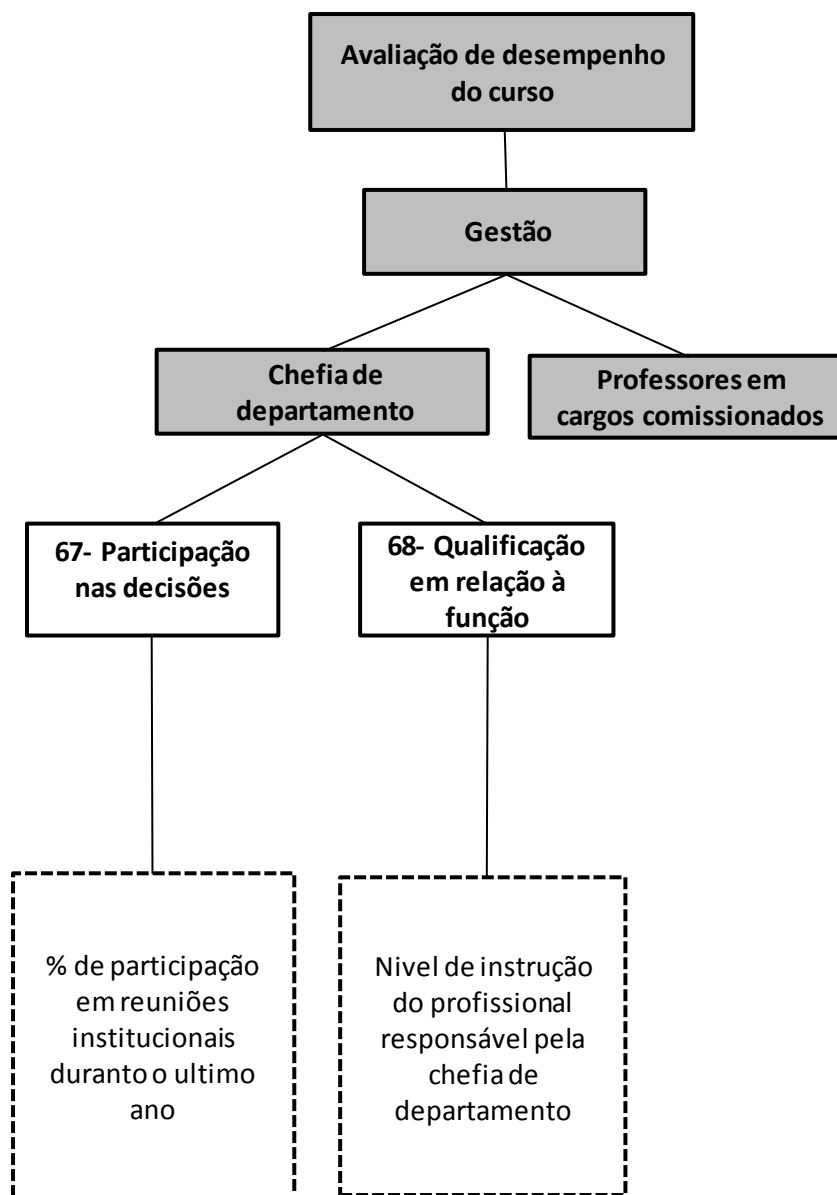 Avaliação de desempenho
do curso
Gestão
Chefia de
departamento
Professores em
cargos comissionados
67- Participação
nas decisões
68- Qualificação
em relação à
função
% de participação
em reuniões
institucionais
duranto o ultimo
ano
Nivel de instrução
do profissional
responsável pela
chefia de
departamento